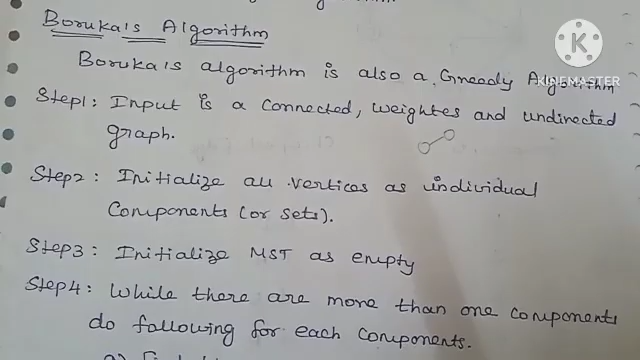 Boruka's Algorithm
Boruka's algorithm is also a Greedy Algorithm
Step1: Input is a connected, weightes and undirected
graph.
Step2: Initialize all vertices as individual
Components (or sets).
Step3: Initialize MST as empty
Step4: While there are more than one components
do following for each components.
a)
K
KINEMASTER